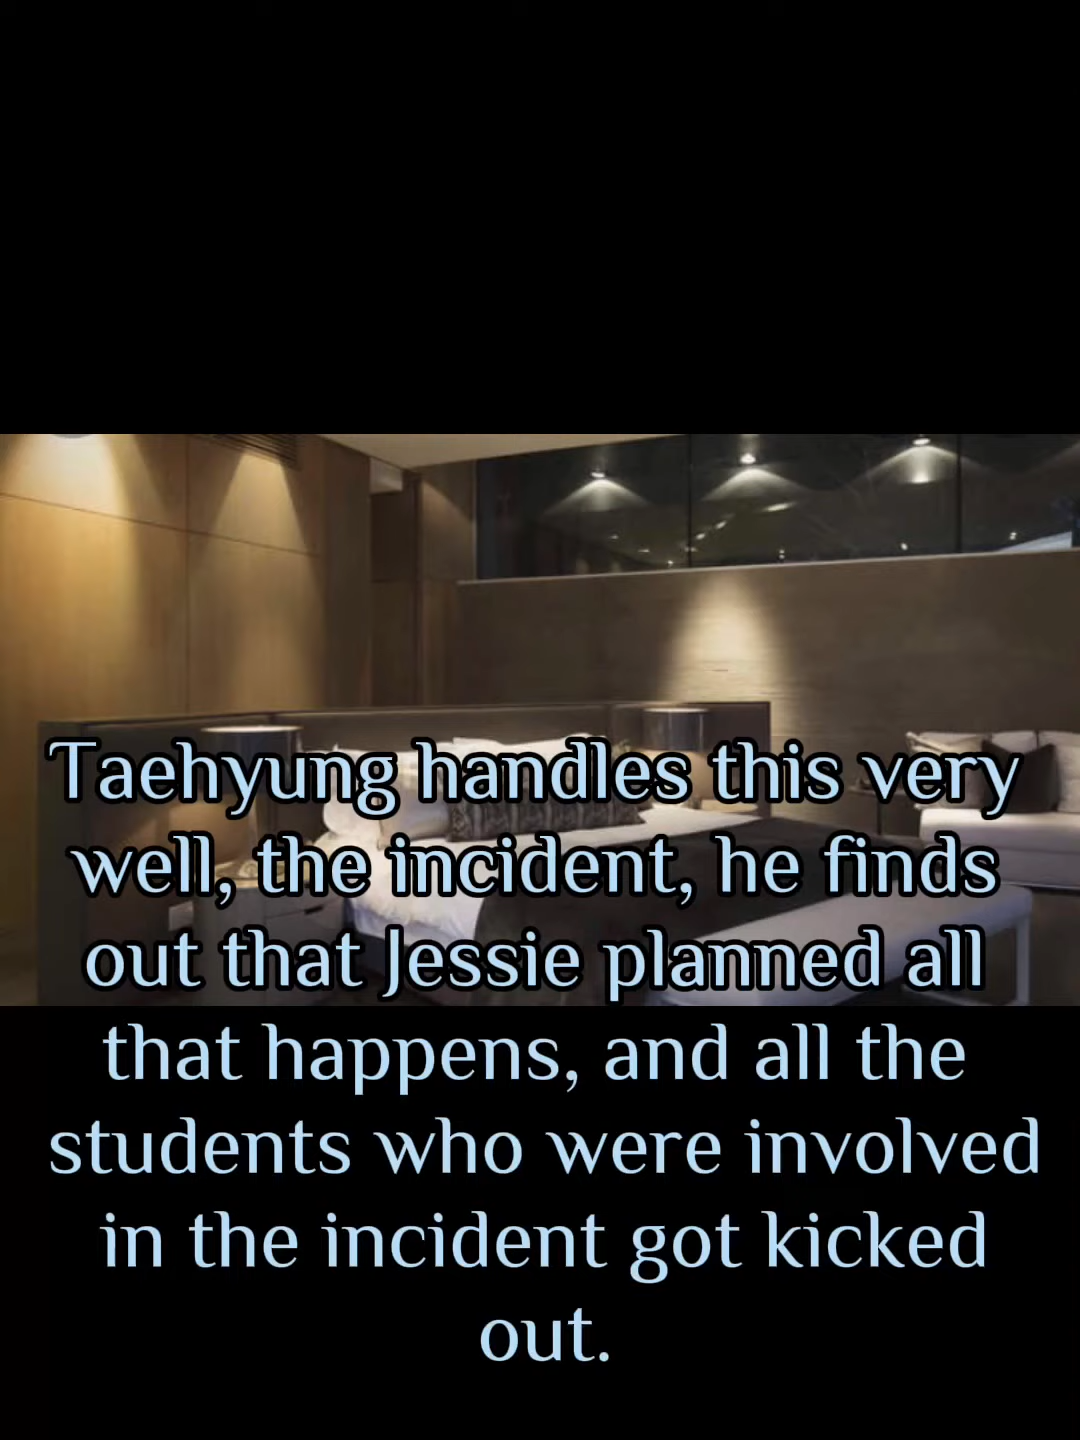 Taehyung handles this very
well, the incident, he finds
out that Jessie planned all
that happens, and all the
students who were involved
in the incident got kicked
out.